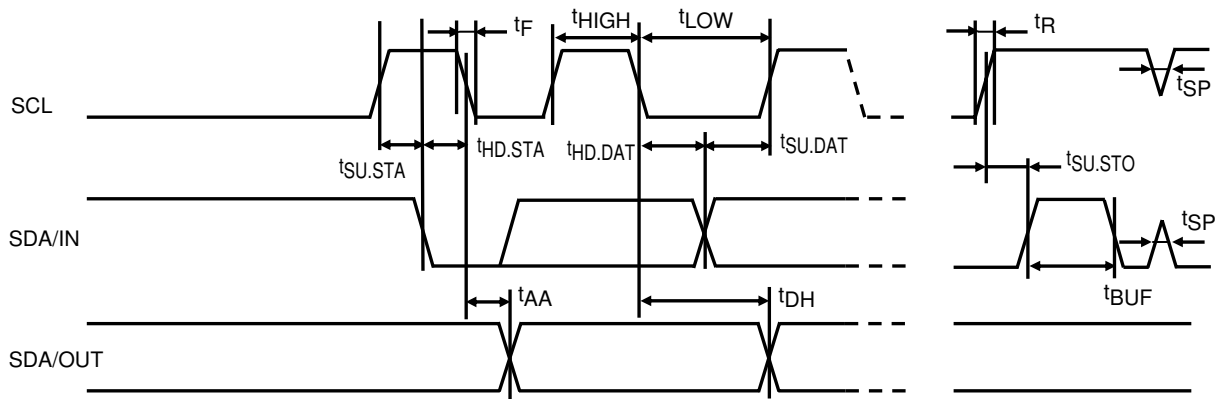 tF tHIGH tLOW tR
SCL
tSP
tSU.STA tHD.STA tHD.DAT tSU.DAT
tSU.STO
SDA/IN
tSP
tAA tDH tBUF
SDA/OUT